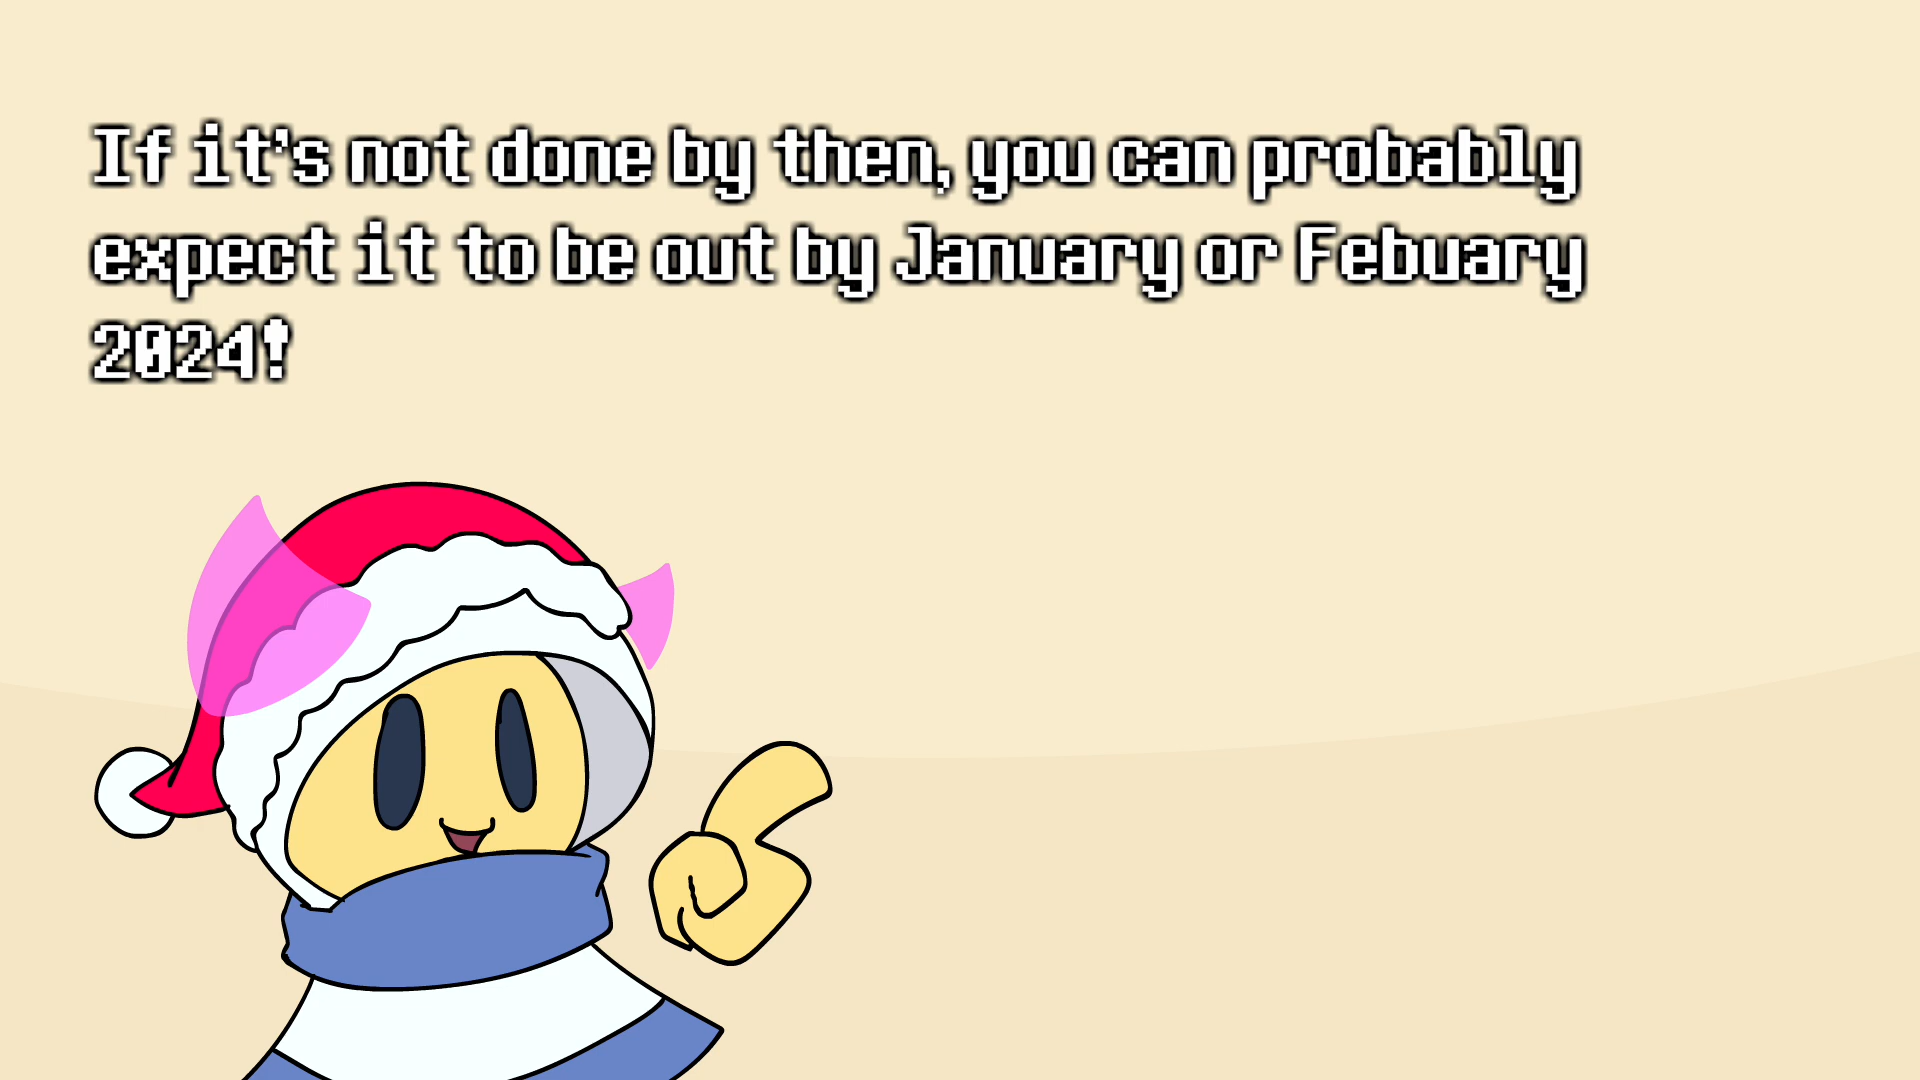 If it's not done by then, you can probably
expect it to be out by January or Febuary
2024!